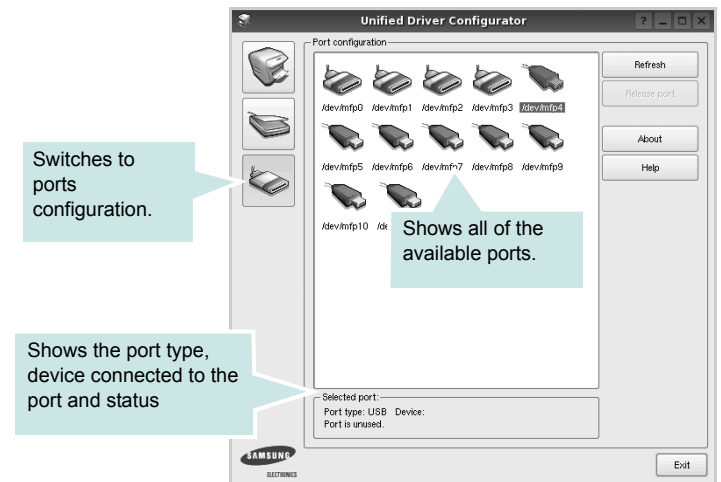 Unified Driver Configurator
Port configuration
Refresh
/dev/mfp0 /dev/mfp1 /dev/mfp2 /dev/mfp3 /dev/mfp4
Release port
About
/dev/mfp5 /dev/mfp6 /dev/mfp7 /dev/mfp8 /dev/mfp9
Help
Switches to
ports
configuration.
/dev/mfp10
Shows all of the
available ports.
Shows the port type,
device connected to the
port and status
Selected port:
Port type: USB Device:
Port is unused.
SAMSUNG
ELECTRONICS
Exit